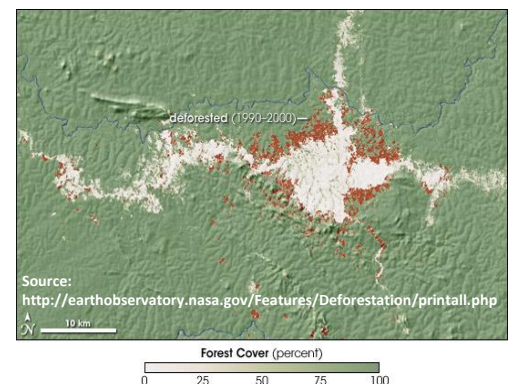 deforested (1990-2000)
Source:
http://earthobservatory.nasa.gov/Features/Deforestation/printall.php
N
10 km
Forest Cover (percent)
0 25 50 75 100